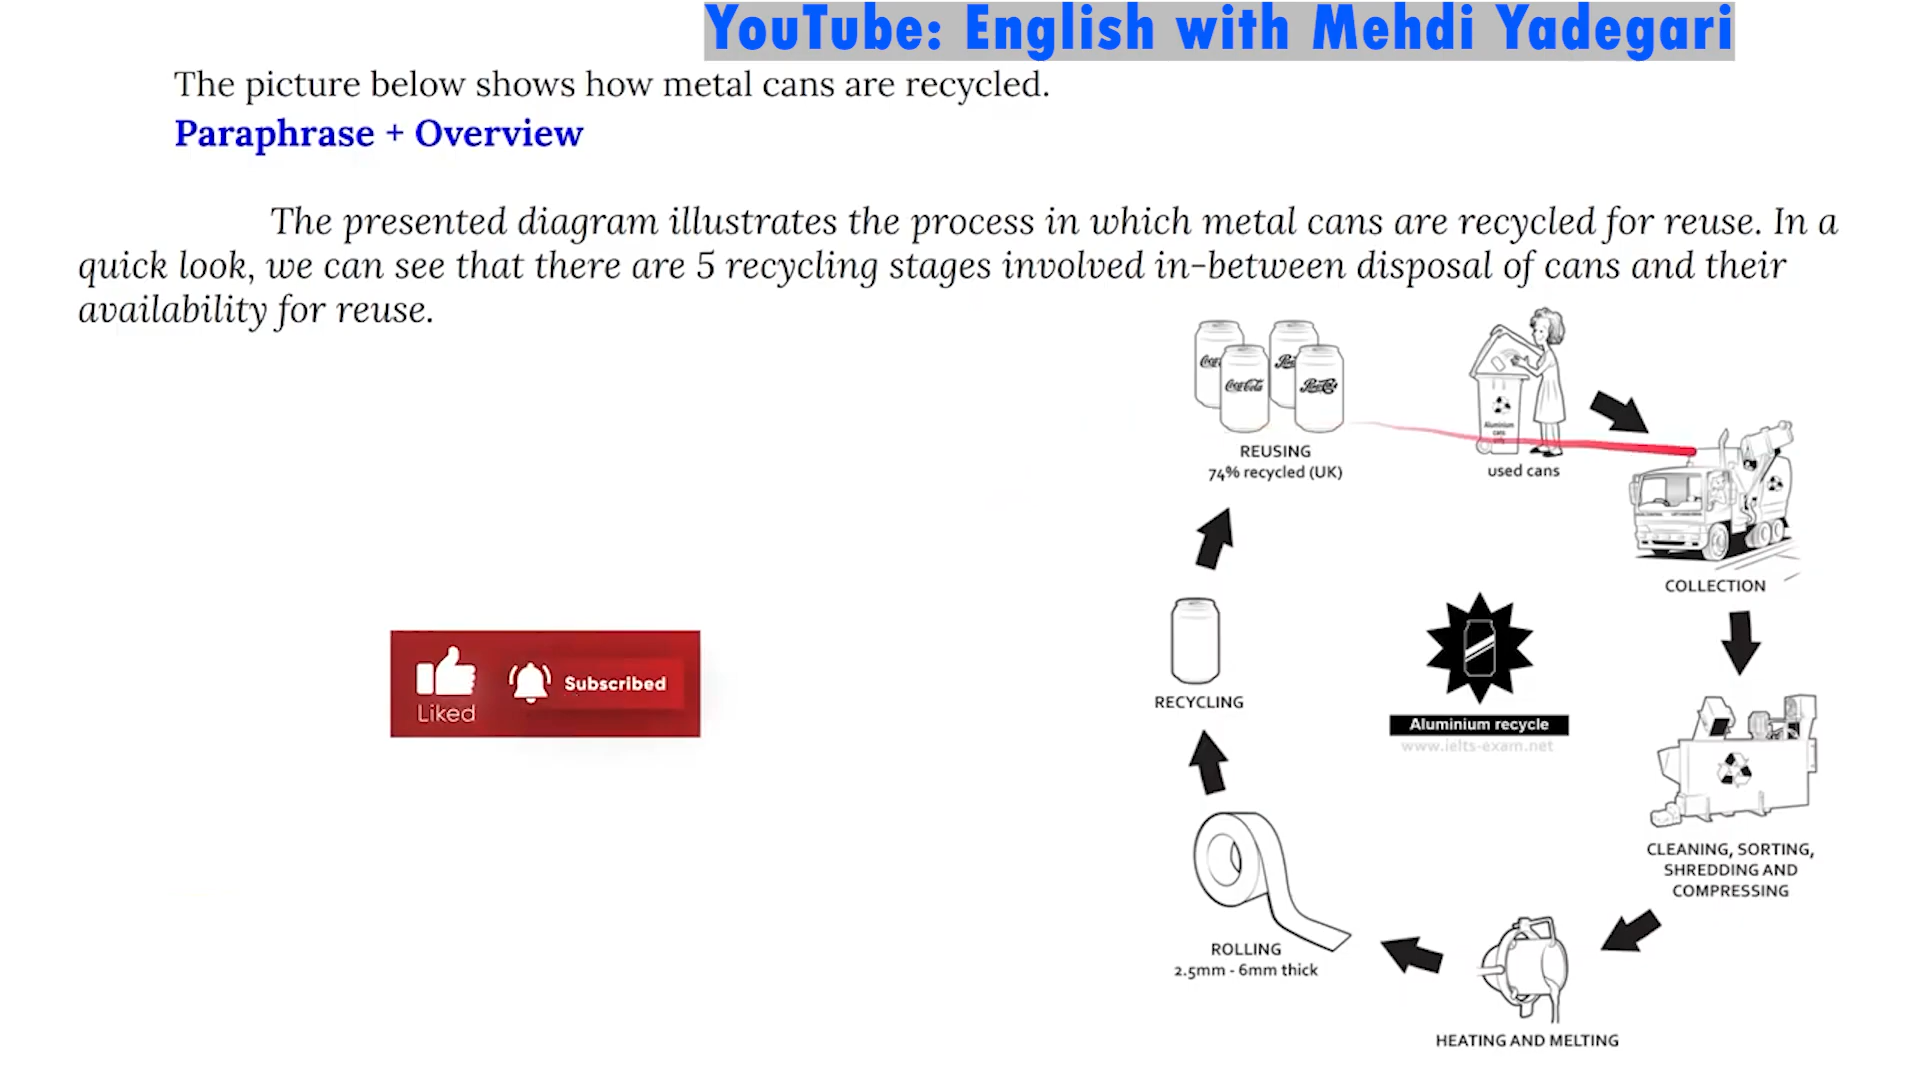 YouTube: English with Mehdi Yadegari
The picture below shows how metal cans are recycled.
Paraphrase + Overview
The presented diagram illustrates the process in which metal cans are recycled for reuse. In a
quick look, we can see that there are 5 recycling stages involved in-between disposal of cans and their
availability for reuse.
REUSING
74% recycled (UK)
Aluminium
cans
used cans
COLLECTION
Liked
Subscribed
RECYCLING
Aluminium recycle
www.ielts-exam.net
CLEANING, SORTING,
SHREDDING AND
COMPRESSING
ROLLING
2.5mm - 6mm thick
HEATING AND MELTING